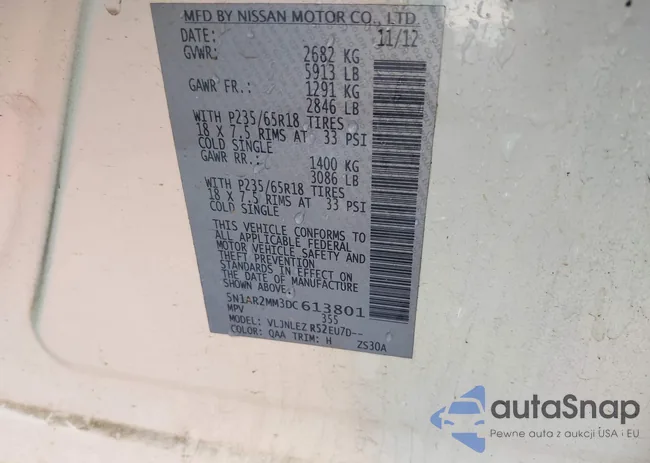 MFD BY NISSAN MOTOR CO., LTD.
DATE: 11/12
GVWR: 2682 KG
5913 LB
GAWR FR.: 1291 KG
2846 LB
WITH P235/65R18 TIRES
18 X 7.5 RIMS AT 33 PSI
COLD SINGLE
GAWR RR.: 1400 KG
3086 LB
WITH P235/65R18 TIRES
18 X 7.5 RIMS AT 33 PSI
COLD SINGLE
THIS VEHICLE CONFORMS TO
ALL APPLICABLE FEDERAL
MOTOR VEHICLE SAFETY AND
THEFT PREVENTION
STANDARDS IN EFFECT ON
THE DATE OF MANUFACTURE
SHOWN ABOVE.
5N1AR2MM3DC613801
MPV 355
MODEL: VLJNLEZ R52EU7D--
COLOR: QAA TRIM: H 2S30A
autaSnap
Pewne auta z aukcji USA i EU